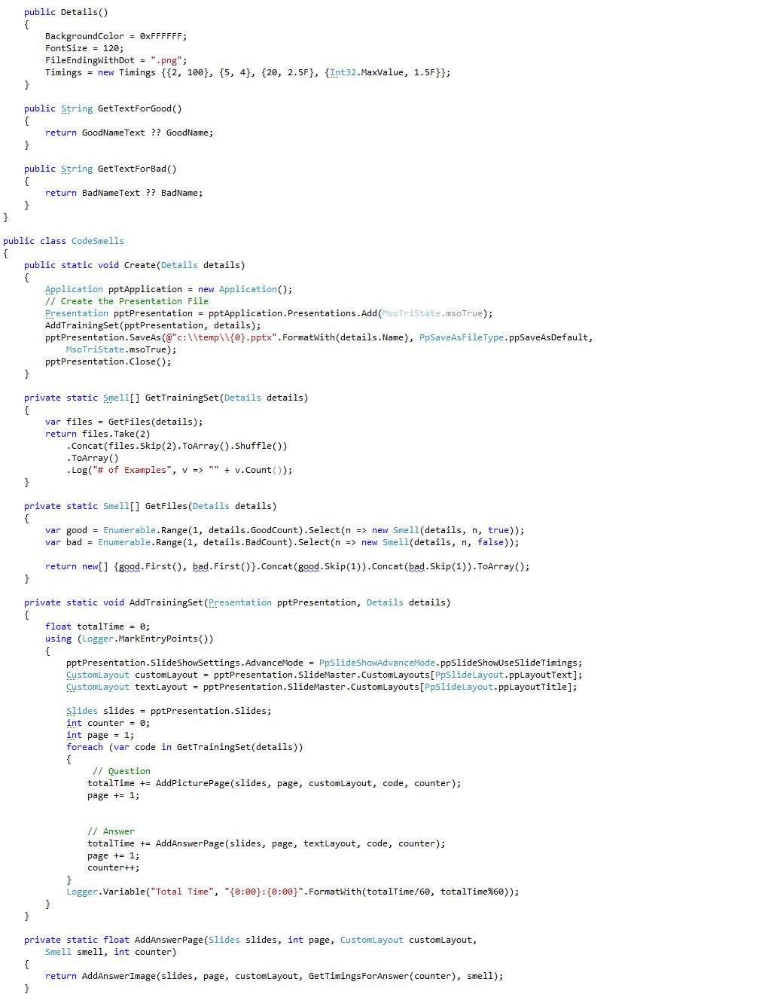 public Details()
{
BackgroundColor = 0xFFFFFF;
FontSize = 120;
FileEndingWithDot = ".png";
Timings = new Timings {{2, 100}, {5, 4}, {20, 2.5F}, {Int32.MaxValue, 1.5F}};
}
public String GetTextForGood()
{
return GoodNameText ?? GoodName;
}
public String GetTextForBad()
{
return BadNameText ?? BadName;
}
}
public class CodeSmells
{
public static void Create(Details details)
{
Application pptApplication = new Application();
// Create the Presentation File
Presentation pptPresentation = pptApplication.Presentations.Add(MsoTriState.msoTrue);
AddTrainingSet(pptPresentation, details);
pptPresentation.SaveAs(@"c:\\temp\\{0}.pptx".FormatWith(details.Name), PpSaveAsFileType.ppSaveAsDefault,
MsoTriState.msoTrue);
pptPresentation.Close();
}
private static Smell[] GetTrainingSet(Details details)
{
var files = GetFiles(details);
return files.Take(2)
.Concat(files.Skip(2).ToArray().Shuffle())
.ToArray()
.Log("# of Examples", v => "" + v.Count());
}
private static Smell[] GetFiles(Details details)
{
var good = Enumerable.Range(1, details.GoodCount).Select(n => new Smell(details, n, true));
var bad = Enumerable.Range(1, details.BadCount).Select(n => new Smell(details, n, false));
return new[] {good.First(), bad.First()}.Concat(good.Skip(1)).Concat(bad.Skip(1)).ToArray();
}
private static void AddTrainingSet(Presentation pptPresentation, Details details)
{
float totalTime = 0;
using (Logger.MarkEntryPoints())
{
pptPresentation.SlideShowSettings.AdvanceMode = PpSlideShowAdvanceMode.ppSlideShowUseSlideTimings;
CustomLayout customLayout = pptPresentation.SlideMaster.CustomLayouts[PpSlideLayout.ppLayoutText];
CustomLayout textLayout = pptPresentation.SlideMaster.CustomLayouts[PpSlideLayout.ppLayoutTitle];
Slides slides = pptPresentation.Slides;
int counter = 0;
int page = 1;
foreach (var code in GetTrainingSet(details))
{
// Question
totalTime += AddPicturePage(slides, page, customLayout, code, counter);
page += 1;
// Answer
totalTime += AddAnswerPage(slides, page, textLayout, code, counter);
page += 1;
counter++;
}
Logger.Variable("Total Time", "{0:00}:{0:00}".FormatWith(totalTime/60, totalTime%60));
}
}
private static float AddAnswerPage(Slides slides, int page, CustomLayout customLayout,
Smell smell, int counter)
{
return AddAnswerImage(slides, page, customLayout, GetTimingsForAnswer(counter), smell);
}